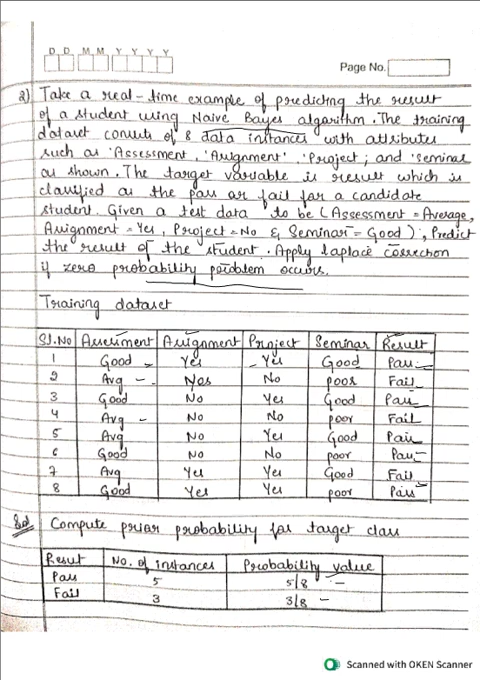 D D M M Y Y Y Y
Page No.
2) Take a real-time example of predicting the result
of a student using Naive Bayes algorithm. The training
dataset consists of 8 data instances with attributes
such as 'Assessment, 'Assignment' 'Project; and 'Seminar
as shown. The target variable is result which is
classified as the pass or fail for a candidate
student. Given a test data to be (Assessment = Average,
Assignment = Yes, Project = No & Seminar = Good), Predict
the result of the student. Apply laplace correction
if zero probability problem occurs.
Training dataset
Sl.No Assessment Assignment Project Seminar Result
1 Good Yes Yes Good Pass
2 Avg Yes No poor Fail
3 Good No Yes Good Pass
4 Avg No No poor Fail
5 Avg No Yes Good Pass
6 Good No No poor Pass
7 Avg Yes Yes Good Fail
8 Good Yes Yes poor Pass
Sol Compute prior probability for target class
Result No. of instances Probability value
Pass 5 5/8
Fail 3 3/8
Scanned with OKEN Scanner